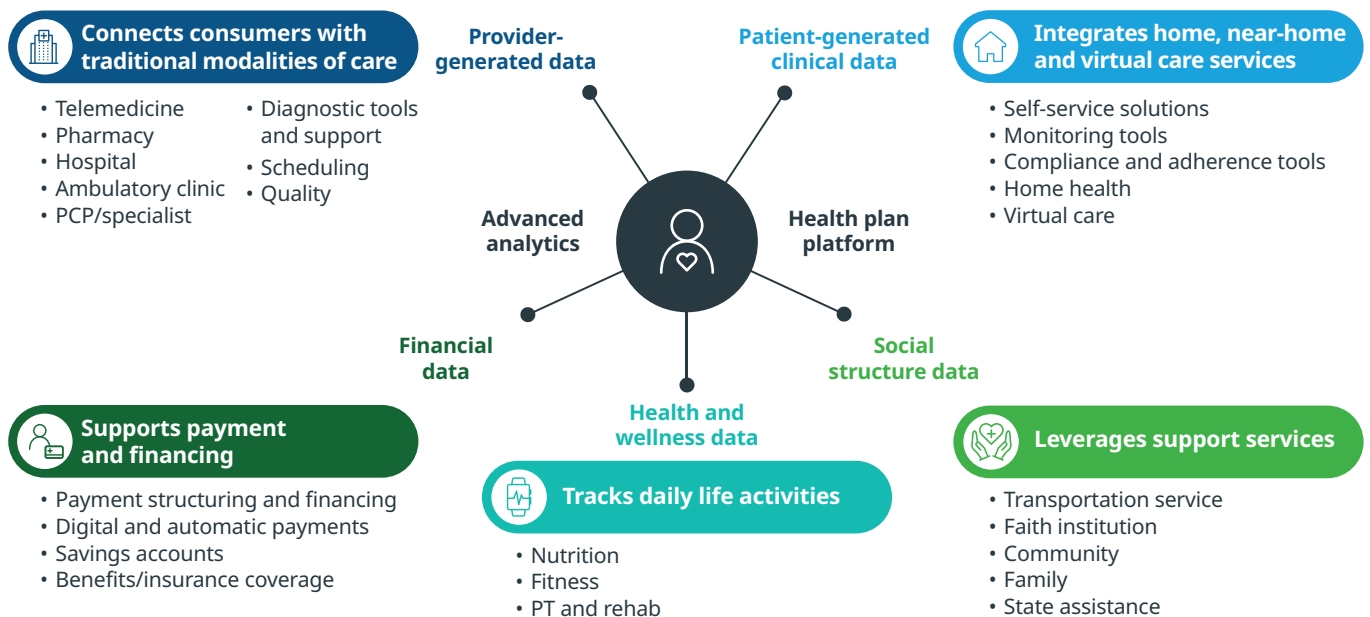 Connects consumers with
traditional modalities of care
• Telemedicine
• Pharmacy
• Hospital
• Ambulatory clinic
• PCP/specialist
• Diagnostic tools
and support
• Scheduling
• Quality
Provider-
generated data
Patient-generated
clinical data
Integrates home, near-home
and virtual care services
• Self-service solutions
• Monitoring tools
• Compliance and adherence tools
• Home health
• Virtual care
Advanced
analytics
Health plan
platform
Financial
data
Social
structure data
Health and
wellness data
Supports payment
and financing
• Payment structuring and financing
• Digital and automatic payments
• Savings accounts
• Benefits/insurance coverage
Tracks daily life activities
• Nutrition
• Fitness
• PT and rehab
Leverages support services
• Transportation service
• Faith institution
• Community
• Family
• State assistance